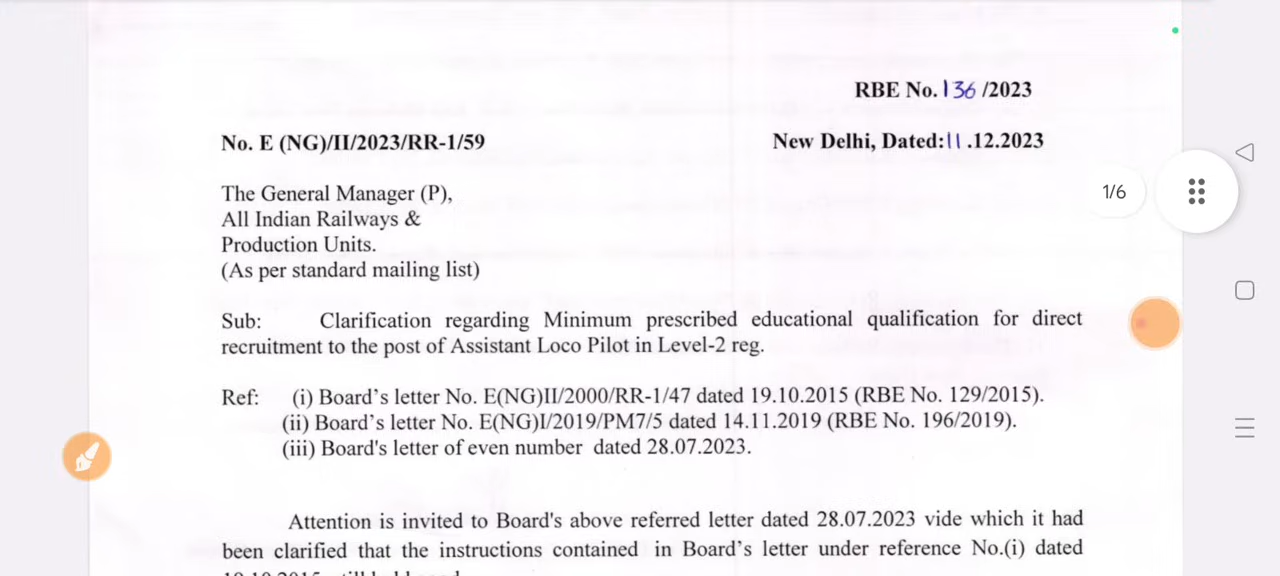 RBE No. 136 /2023
No. E (NG)/II/2023/RR-1/59
New Delhi, Dated:11 .12.2023
The General Manager (P),
All Indian Railways &
Production Units.
(As per standard mailing list)
1/6
Sub: Clarification regarding Minimum prescribed educational qualification for direct
recruitment to the post of Assistant Loco Pilot in Level-2 reg.
Ref: (i) Board's letter No. E(NG)II/2000/RR-1/47 dated 19.10.2015 (RBE No. 129/2015).
(ii) Board's letter No. E(NG)I/2019/PM7/5 dated 14.11.2019 (RBE No. 196/2019).
(iii) Board's letter of even number dated 28.07.2023.
Attention is invited to Board's above referred letter dated 28.07.2023 vide which it had
been clarified that the instructions contained in Board's letter under reference No.(i) dated